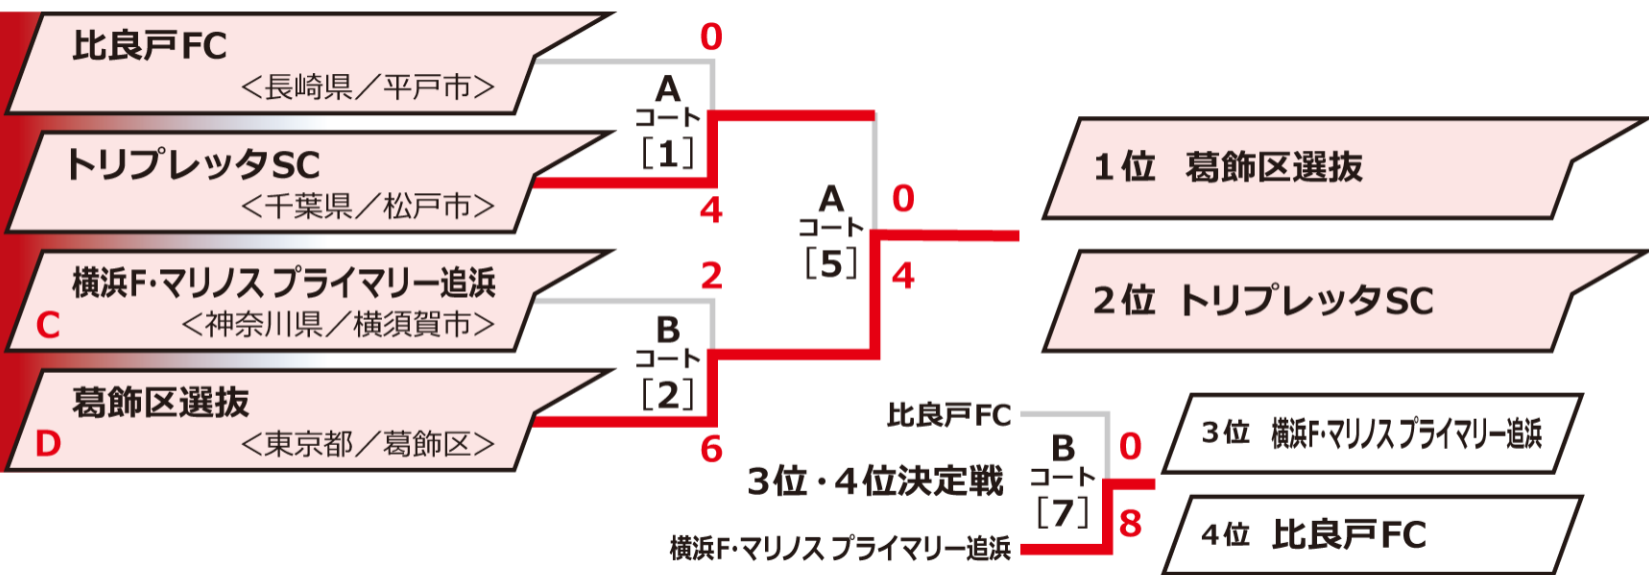 比良戸FC
<長崎県／平戸市>
0
A
コート
[1]
トリプレッタSC
<千葉県／松戸市>
4
横浜F・マリノス プライマリー追浜
C
<神奈川県／横須賀市>
2
B
コート
[2]
葛飾区選抜
D
<東京都／葛飾区>
6
A
コート
[5]
0
4
1位 葛飾区選抜
2位 トリプレッタSC
3位・4位決定戦
比良戸FC
横浜F・マリノス プライマリー追浜
B
コート
[7]
0
8
3位 横浜F・マリノス プライマリー追浜
4位 比良戸FC